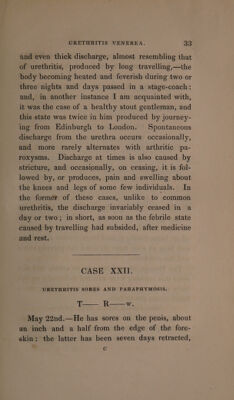 URETHRITIS VENEREA. 33
and even thick discharge, almost resembling that
of urethritis, produced by long travelling,—the
body becoming heated and feverish during two or
three nights and days passed in a stage-coach:
and, in another instance I am acquainted with,
it was the case of a healthy stout gentleman, and
this state was twice in him produced by journey-
ing from Edinburgh to London. Spontaneous
discharge from the urethra occurs occasionally,
and more rarely alternates with arthritic pa-
roxysms. Discharge at times is also caused by
stricture, and occasionally, on ceasing, it is fol-
lowed by, or produces, pain and swelling about
the knees and legs of some few individuals. In
the former of these cases, unlike to common
urethritis, the discharge invariably ceased in a
day or two; in short, as soon as the febrile state
caused by travelling had subsided, after medicine
and rest.
CASE XXII.
URETHRITIS SORES AND PARAPHYMOSIS.
T—— R——w.
May 22nd.—He has sores on the penis, about
an inch and a half from the edge of the fore-
skin: the latter has been seven days retracted,
C